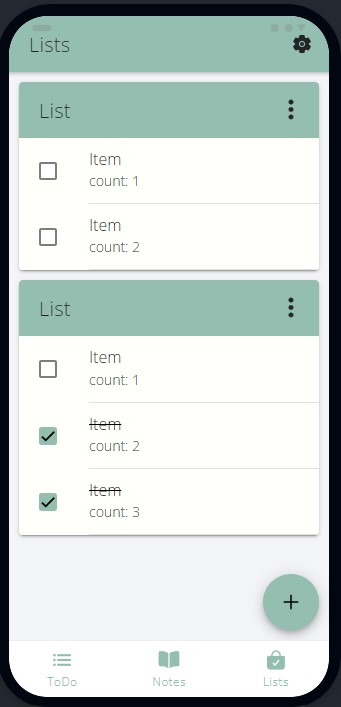 Lists
List
Item
count: 1
Item
count: 2
List
Item
count: 1
Item
count: 2
Item
count: 3
ToDo Notes Lists